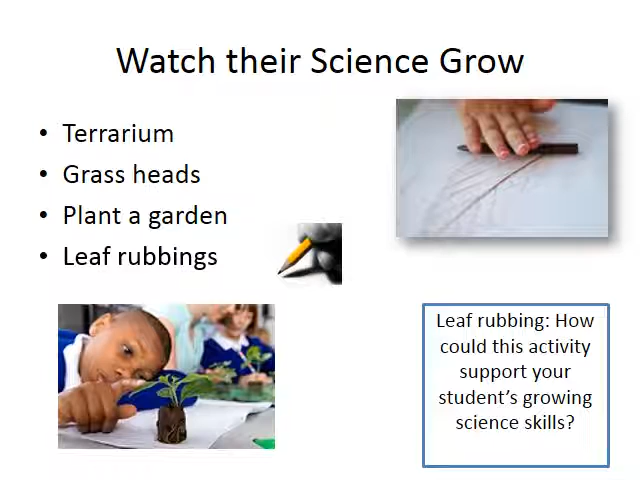 Watch their Science Grow
• Terrarium
• Grass heads
• Plant a garden
• Leaf rubbings
Leaf rubbing: How
could this activity
support your
student’s growing
science skills?